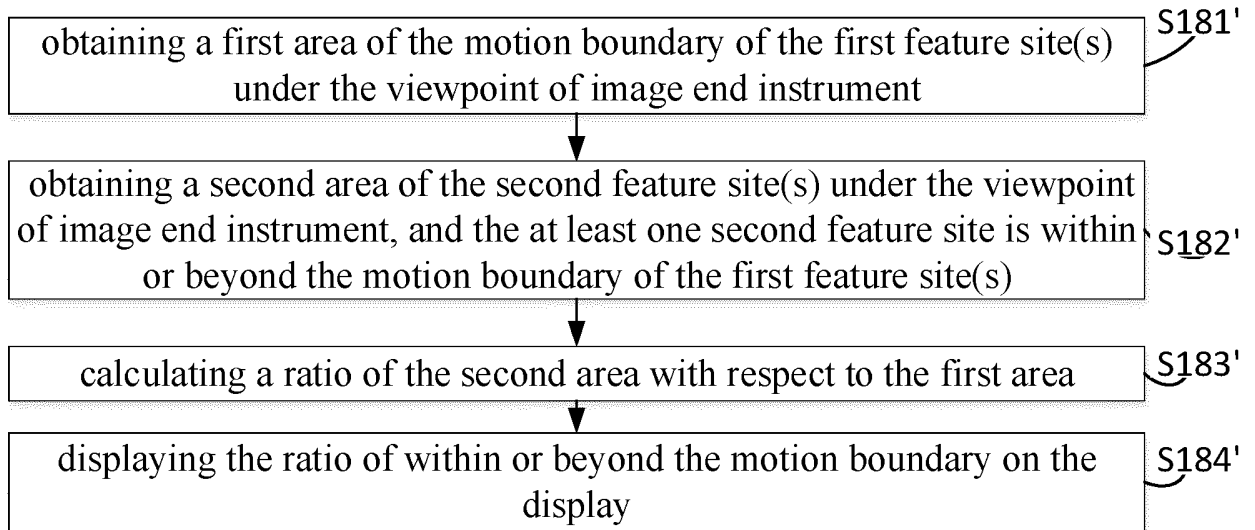 obtaining a first area of the motion boundary of the first feature site(s)
under the viewpoint of image end instrument
S181'
obtaining a second area of the second feature site(s) under the viewpoint
of image end instrument, and the at least one second feature site is within
or beyond the motion boundary of the first feature site(s)
S182'
calculating a ratio of the second area with respect to the first area
S183'
displaying the ratio of within or beyond the motion boundary on the
display
S184'